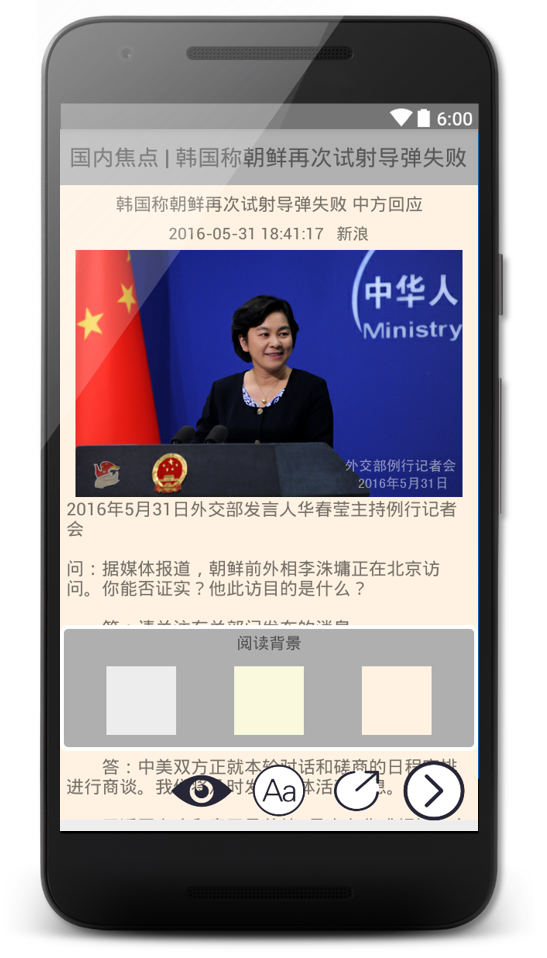 6:00
国内焦点 | 韩国称朝鲜再次试射导弹失败
韩国称朝鲜再次试射导弹失败 中方回应
2016-05-31 18:41:17 新浪
中华人
Ministry
外交部例行记者会
2016年5月31日
2016年5月31日外交部发言人华春莹主持例行记者
会
问：据媒体报道，朝鲜前外相李洙墉正在北京访
问。你能否证实？他此访目的是什么？
阅读背景
答：中美双方正就本轮对话和磋商的日程安排
进行商谈。我
时发
体活
息。
Aa